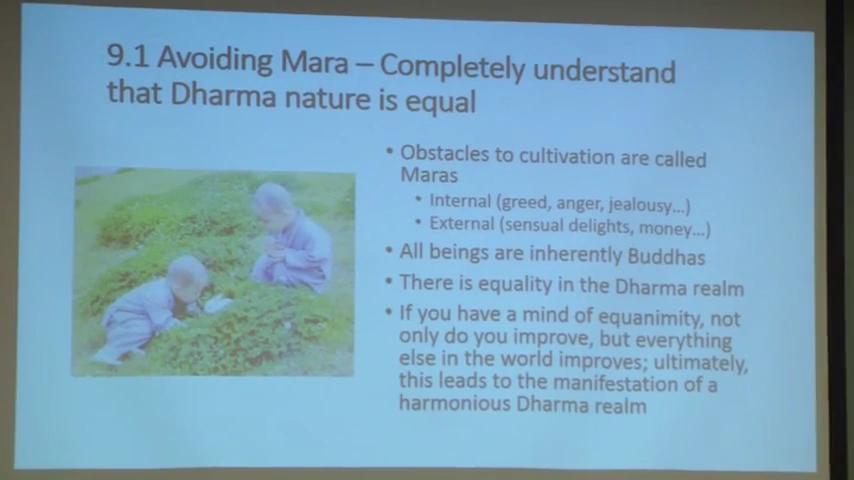 9.1 Avoiding Mara – Completely understand
that Dharma nature is equal
• Obstacles to cultivation are called
Maras
• Internal (greed, anger, jealousy...)
• External (sensual delights, money...)
• All beings are inherently Buddhas
• There is equality in the Dharma realm
• If you have a mind of equanimity, not
only do you improve, but everything
else in the world improves; ultimately,
this leads to the manifestation of a
harmonious Dharma realm